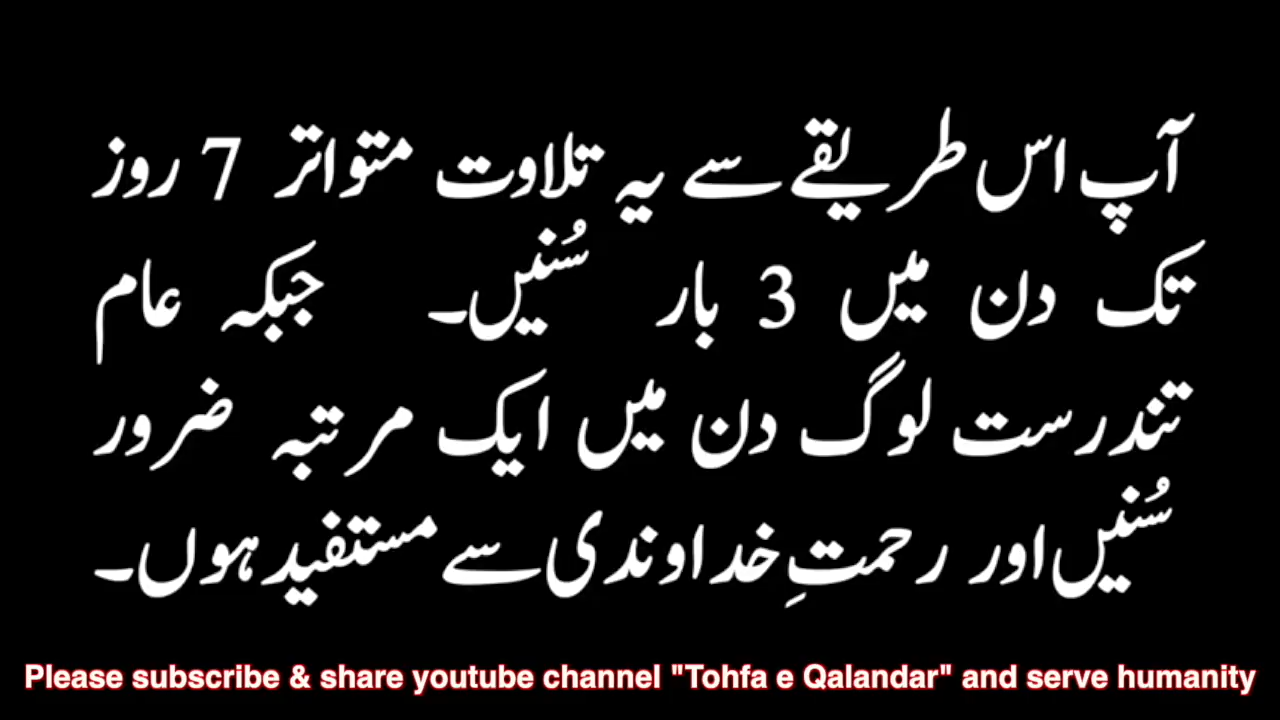 آپ اس طریقے سے یہ تلاوت متواتر 7 روز
تک دن میں 3 بار سُنیں۔ جبکہ عام
تندرست لوگ دن میں ایک مرتبہ ضرور
سُنیں اور رحمتِ خداوندی سے مستفید ہوں۔
Please subscribe & share youtube channel "Tohfa e Qalandar" and serve humanity